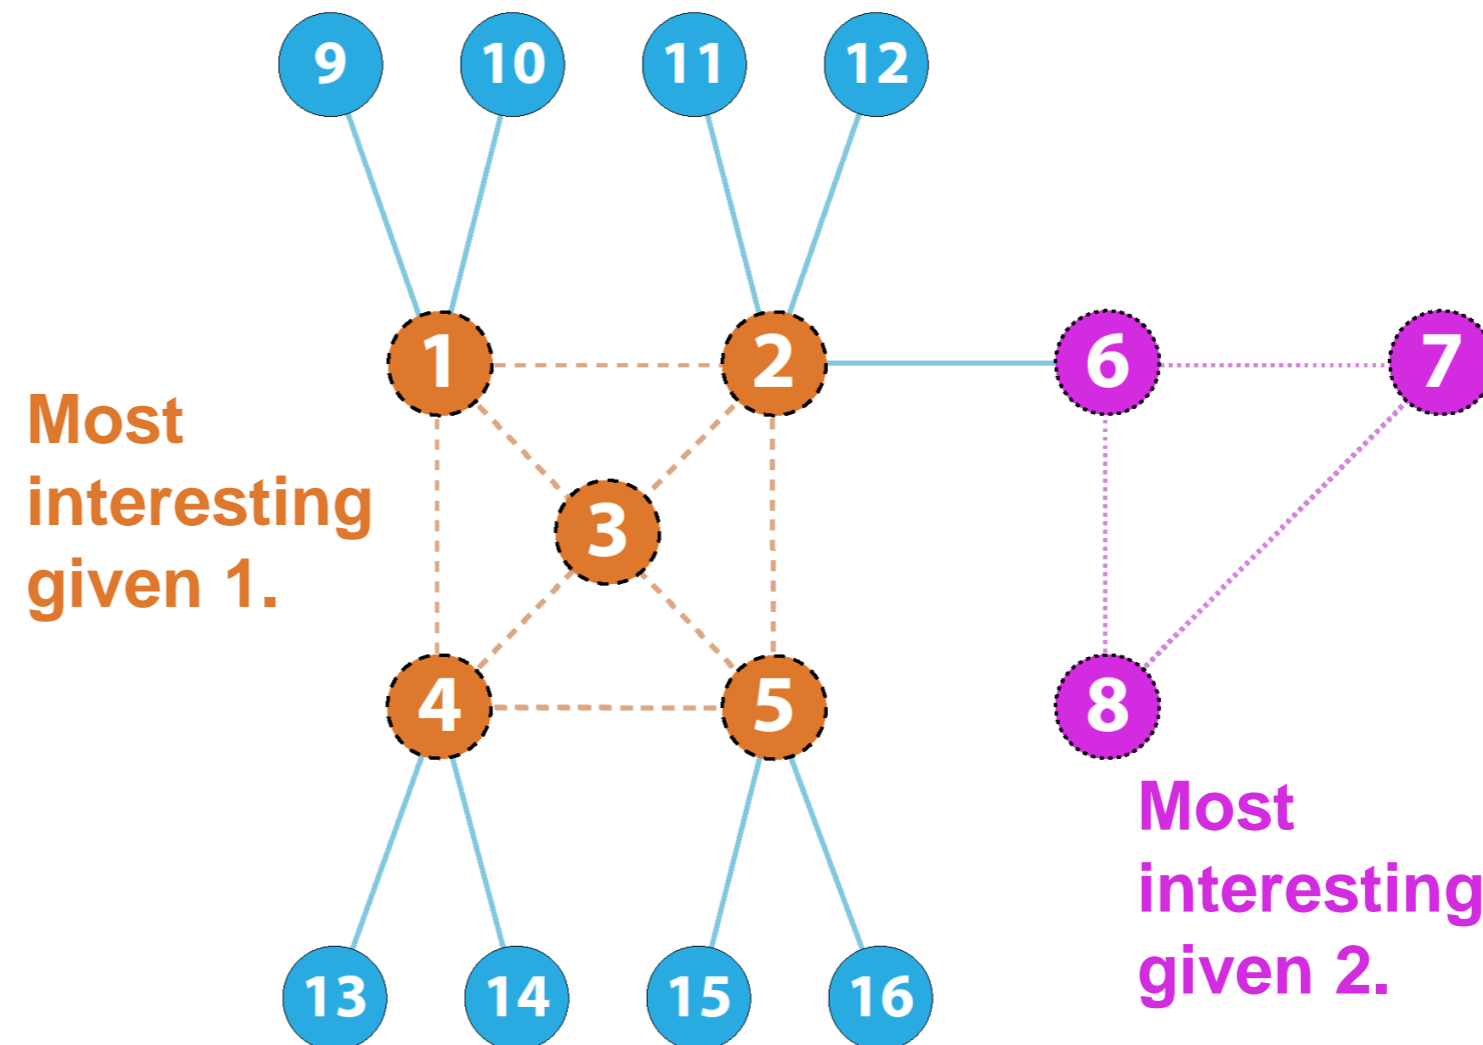 9 10 11 12
1 2 6 7
Most
interesting
given 1.
3
4 5 8
Most
interesting
given 2.
13 14 15 16